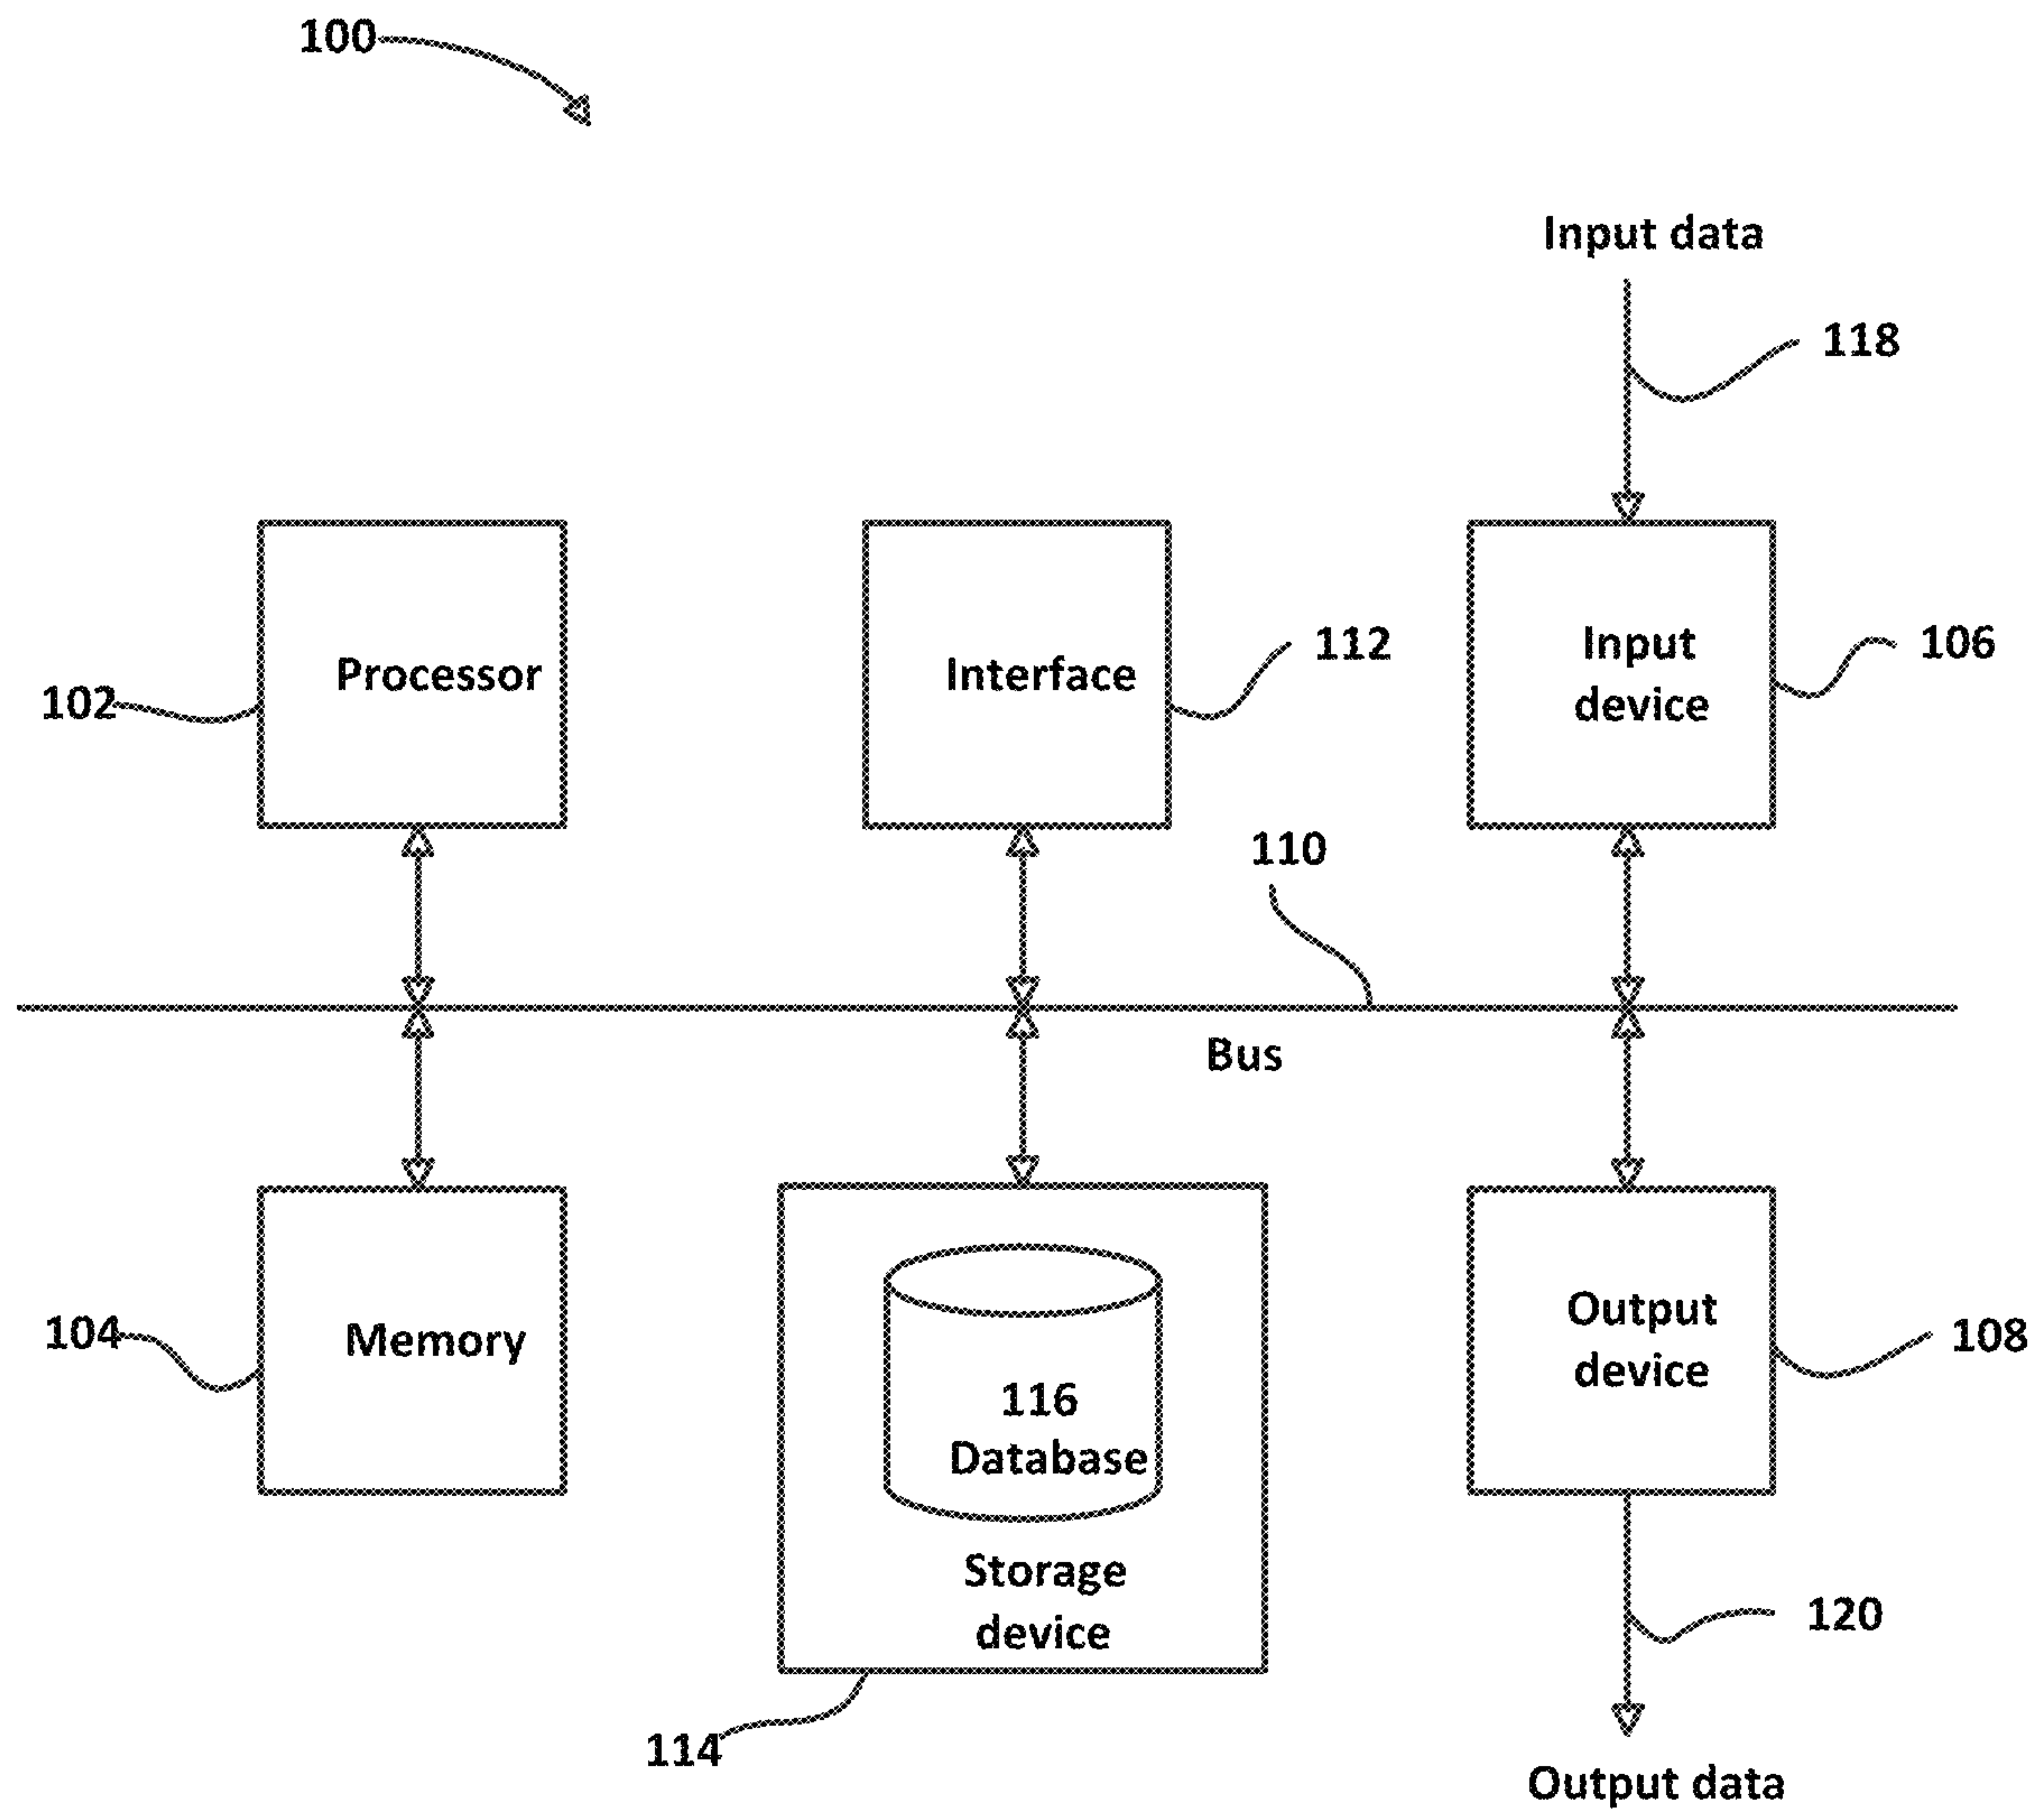 100
Input data
118
Processor
102
Interface
112
Input
device
106
110
Bus
Memory
104
116
Database
Storage
device
114
Output
device
108
120
Output data